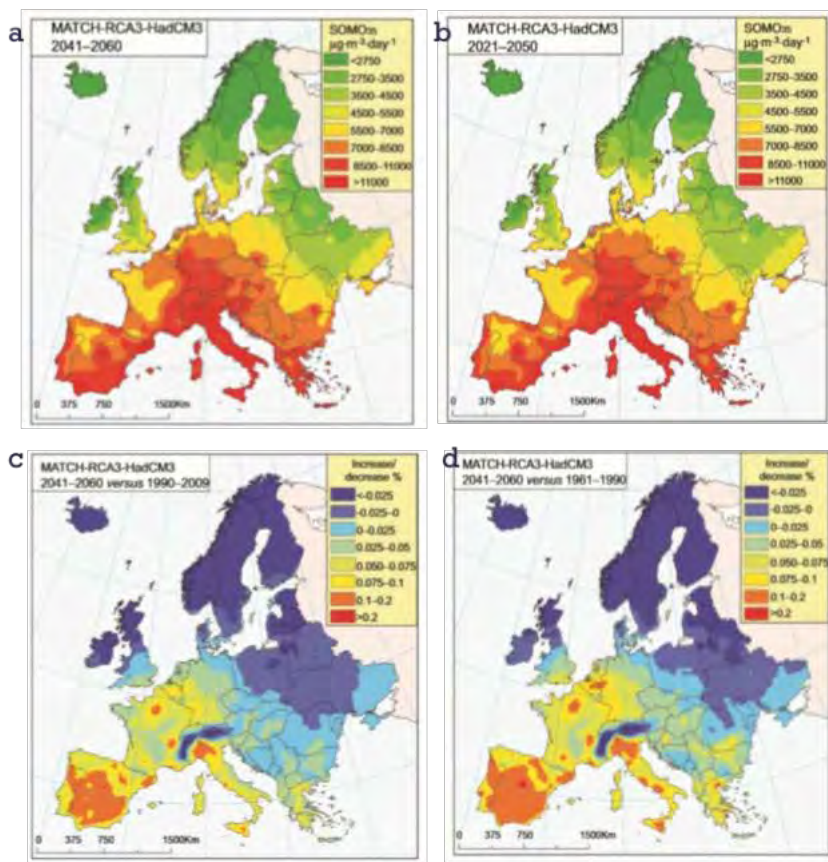 a
MATCH-RCA3-HadCM3
2041–2060
SOMO35
µg·m-3·day-1
<2750
2750–3500
3500–4500
4500–5500
5500–7000
7000–8500
8500–11000
>11000
0 375 750 1500Km
b
MATCH-RCA3-HadCM3
2021–2050
SOMO35
µg·m-3·day-1
<2750
2750–3500
3500–4500
4500–5500
5500–7000
7000–8500
8500–11000
>11000
0 375 750 1500Km
c
MATCH-RCA3-HadCM3
2041–2060 versus 1990–2009
Increase/
decrease %
<-0.025
-0.025–0
0–0.025
0.025–0.05
0.050–0.075
0.075–0.1
0.1–0.2
>0.2
0 375 750 1500Km
d
MATCH-RCA3-HadCM3
2041–2060 versus 1961–1990
Increase/
decrease %
<-0.025
-0.025–0
0–0.025
0.025–0.05
0.050–0.075
0.075–0.1
0.1–0.2
>0.2
0 375 750 1500Km